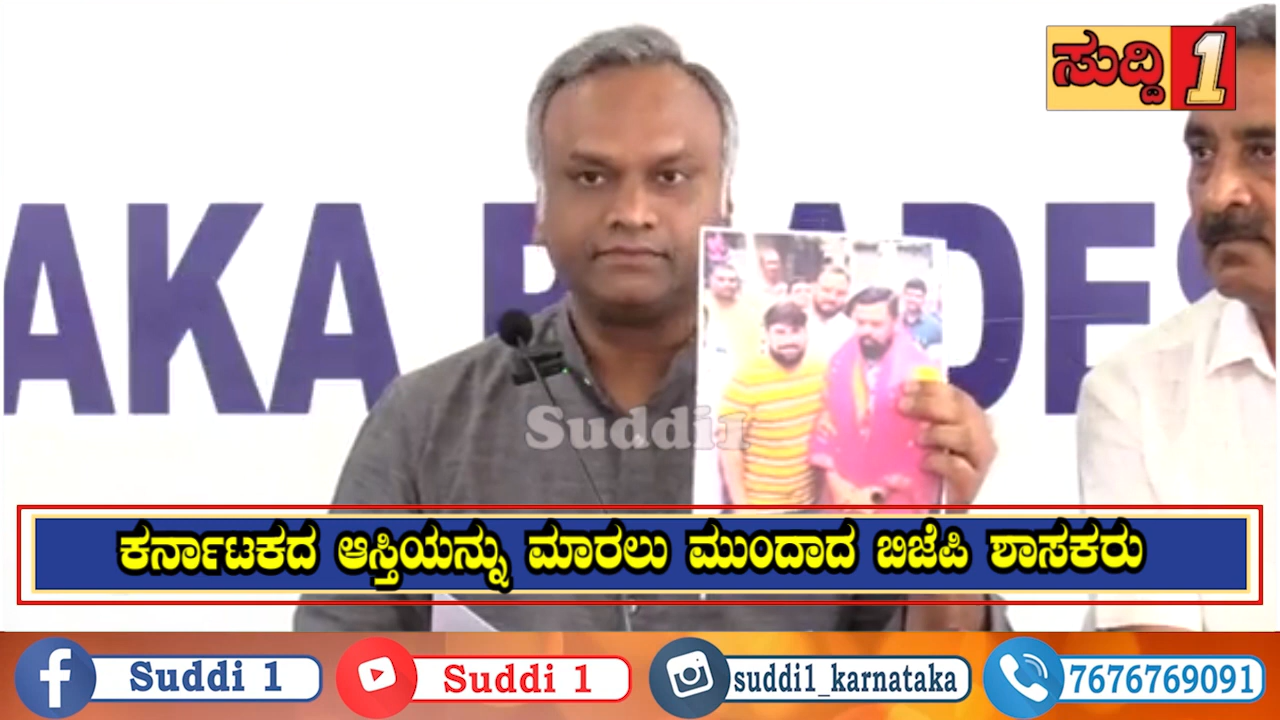 ಸುದ್ದಿ 1
AKA P ADES
Suddi1
ಕರ್ನಾಟಕದ ಆಸ್ತಿಯನ್ನು ಮಾರಲು ಮುಂದಾದ ಬಿಜೆಪಿ ಶಾಸಕರು
Suddi 1
Suddi 1
suddi1_karnataka
7676769091